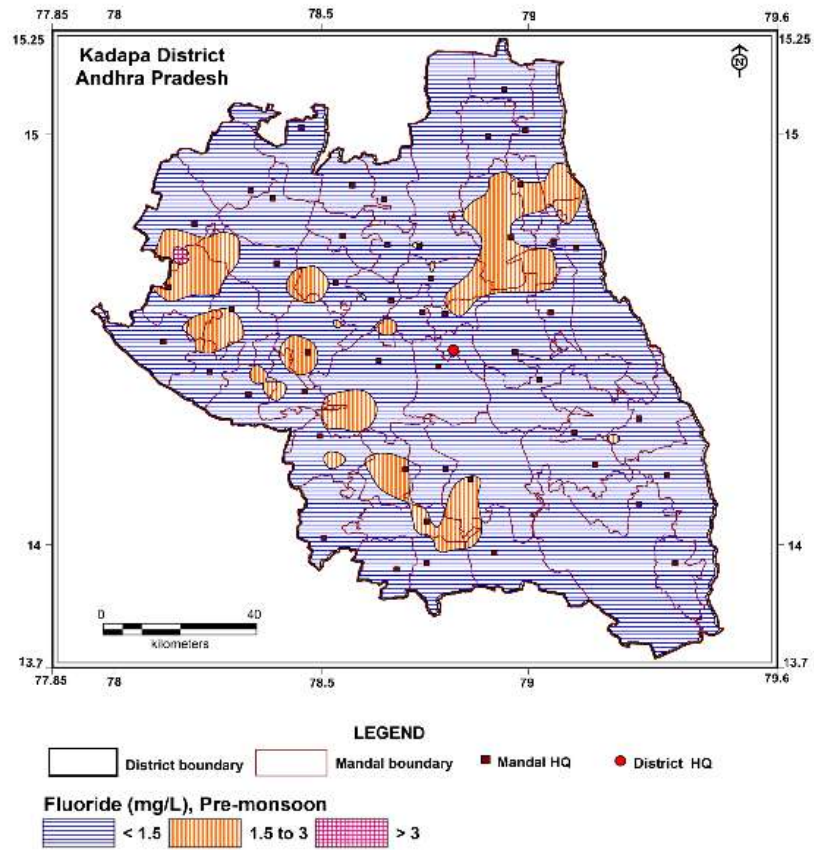 77.85 78 78.5 79 79.6
15.25 15.25
Kadapa District
Andhra Pradesh
N
15 15
14 14
0 40
kilometers
13.7 13.7
77.85 78 78.5 79 79.6
LEGEND
District boundary Mandal boundary Mandal HQ District HQ
Fluoride (mg/L), Pre-monsoon
< 1.5 1.5 to 3 > 3